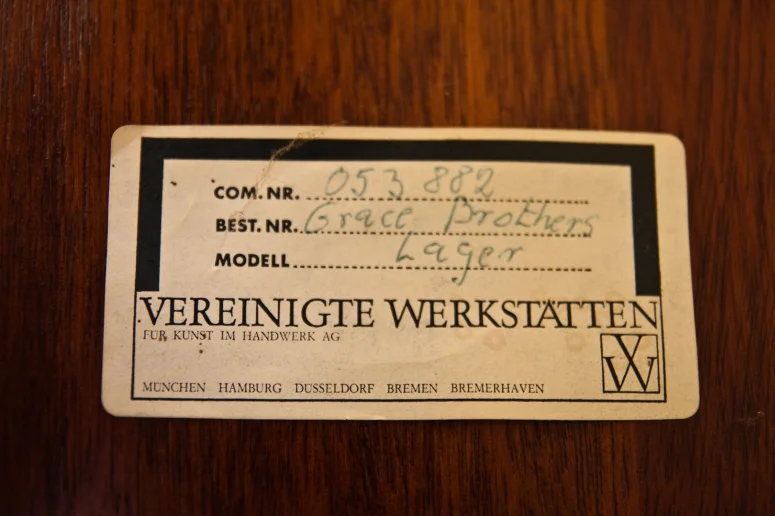 COM. NR. 053 882
BEST. NR. Grace Brothers
MODELL Lager
VEREINIGTE WERKSTÄTTEN
FÜR KUNST IM HANDWERK AG
VW
MÜNCHEN HAMBURG DÜSSELDORF BREMEN BREMERHAVEN